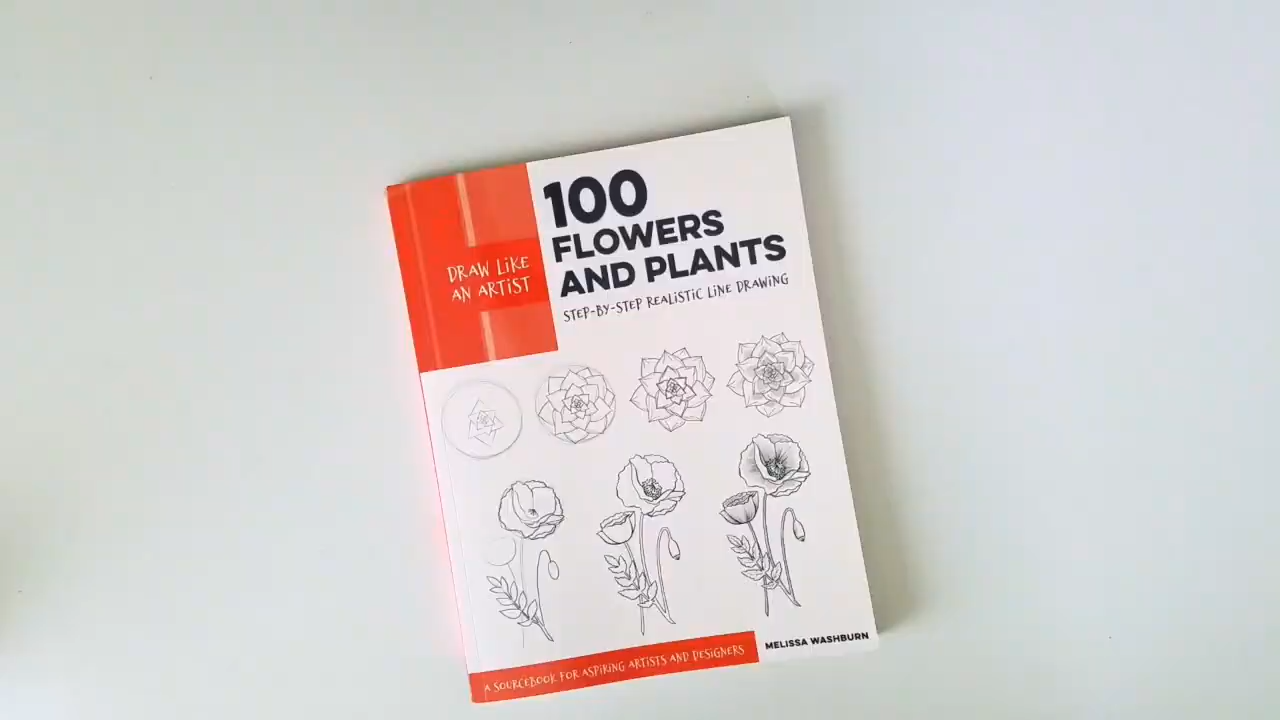 DRAW LIKE
AN ARTIST
100
FLOWERS
AND PLANTS
STEP-BY-STEP REALISTIC LINE DRAWING
A SOURCEBOOK FOR ASPIRING ARTISTS AND DESIGNERS
MELISSA WASHBURN